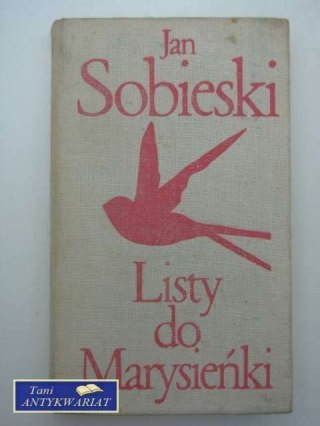 Jan
Sobieski
Listy
do
Marysieńki
Tani
ANTYKWARIAT